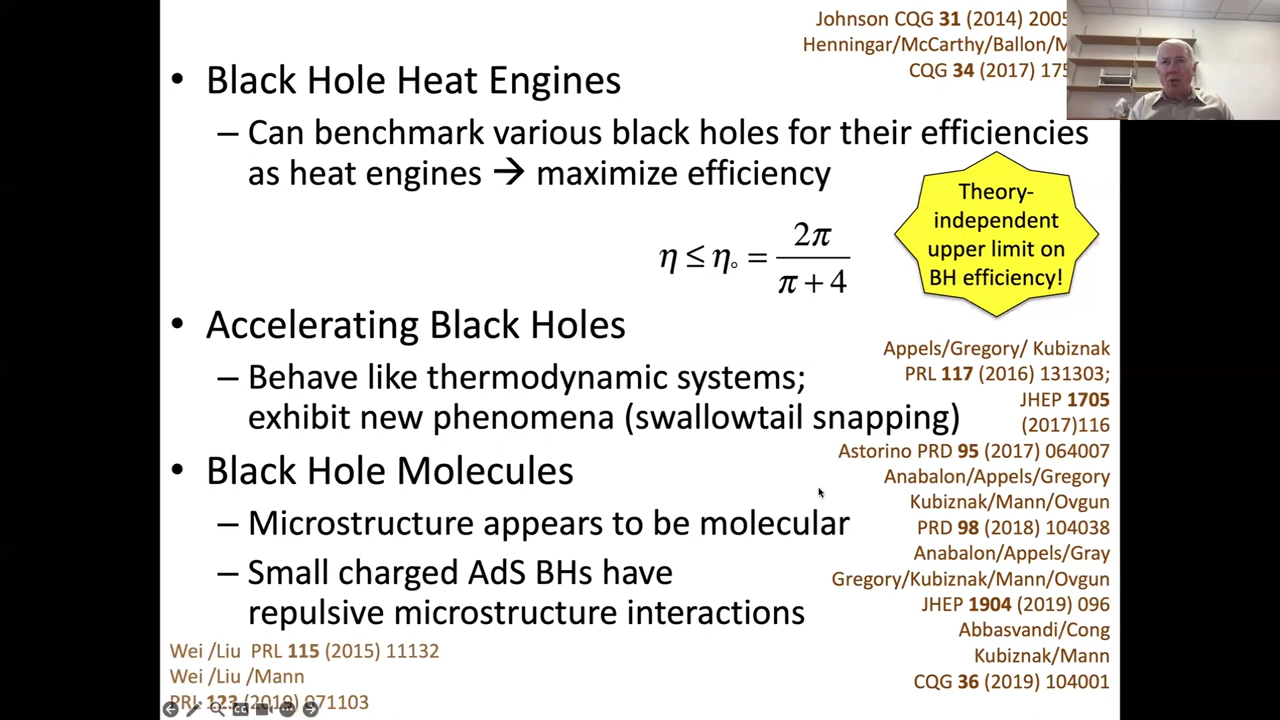 Johnson CQG 31 (2014)
Henningar/McCarthy/Ballon/
CQG 34 (2017)
• Black Hole Heat Engines
– Can benchmark various black holes for their efficiencies
as heat engines → maximize efficiency
η ≤ η∘ = 2π / π + 4
Theory-
independent
upper limit on
BH efficiency!
• Accelerating Black Holes
– Behave like thermodynamic systems;
exhibit new phenomena (swallowtail snapping)
Appels/Gregory/ Kubiznak
PRL 117 (2016) 131303;
JHEP 1705
(2017)116
Astorino PRD 95 (2017) 064007
Anabalon/Appels/Gregory
Kubiznak/Mann/Ovgun
PRD 98 (2018) 104038
Anabalon/Appels/Gray
Gregory/Kubiznak/Mann/Ovgun
JHEP 1904 (2019) 096
Abbasvandi/Cong
Kubiznak/Mann
CQG 36 (2019) 104001
• Black Hole Molecules
– Microstructure appears to be molecular
– Small charged AdS BHs have
repulsive microstructure interactions
Wei /Liu PRL 115 (2015) 11132
Wei /Liu /Mann
PRL 123 (2019) 071103